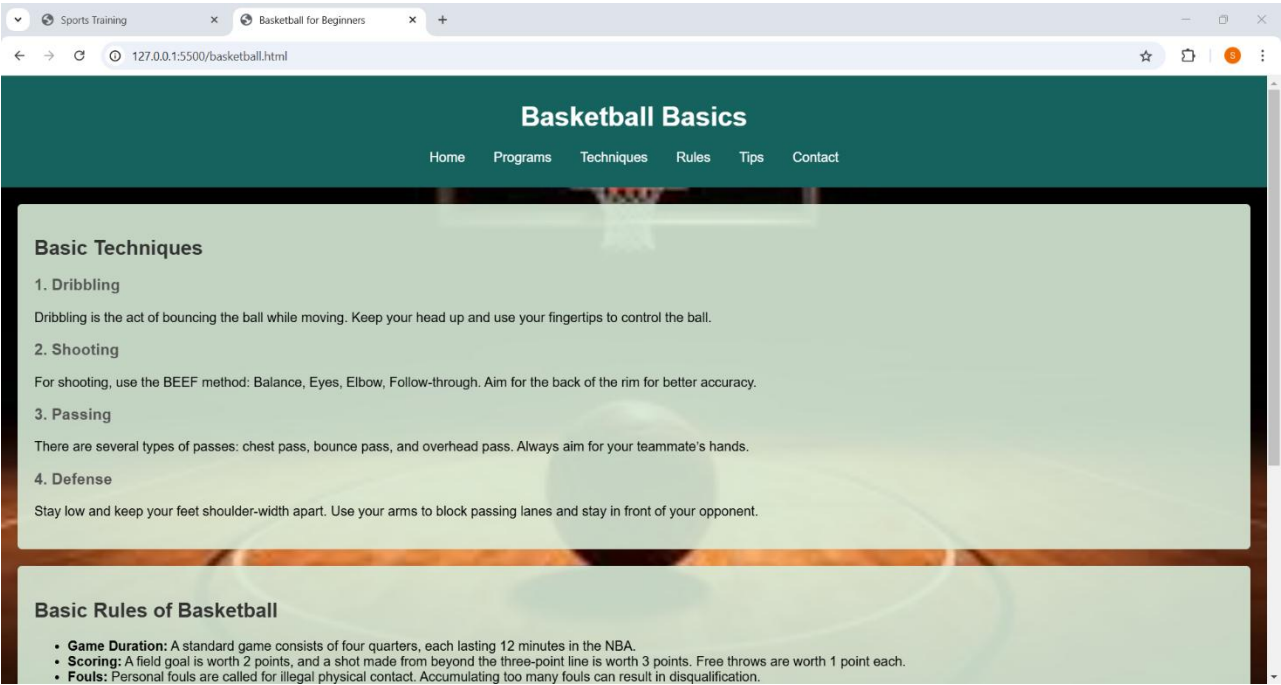 Sports Training
Basketball for Beginners
127.0.0.1:5500/basketball.html
S
Basketball Basics
Home Programs Techniques Rules Tips Contact
Basic Techniques
1. Dribbling
Dribbling is the act of bouncing the ball while moving. Keep your head up and use your fingertips to control the ball.
2. Shooting
For shooting, use the BEEF method: Balance, Eyes, Elbow, Follow-through. Aim for the back of the rim for better accuracy.
3. Passing
There are several types of passes: chest pass, bounce pass, and overhead pass. Always aim for your teammate’s hands.
4. Defense
Stay low and keep your feet shoulder-width apart. Use your arms to block passing lanes and stay in front of your opponent.
Basic Rules of Basketball
• Game Duration: A standard game consists of four quarters, each lasting 12 minutes in the NBA.
• Scoring: A field goal is worth 2 points, and a shot made from beyond the three-point line is worth 3 points. Free throws are worth 1 point each.
• Fouls: Personal fouls are called for illegal physical contact. Accumulating too many fouls can result in disqualification.